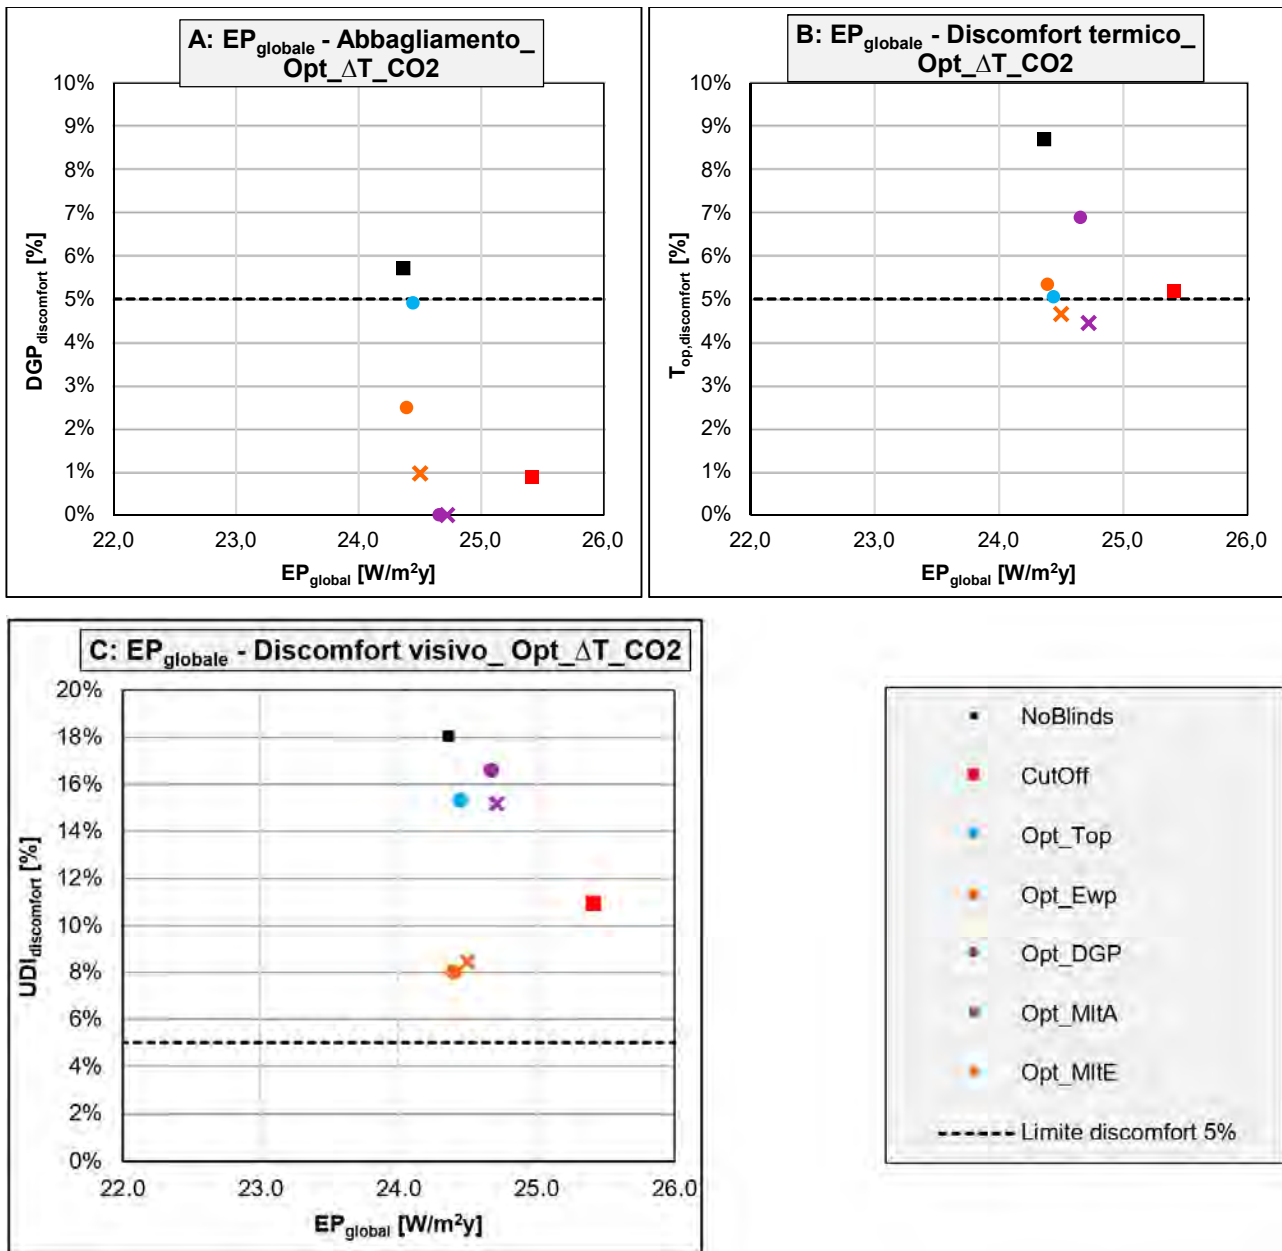 A: EPglobale - Abbagliamento_
Opt_ΔT_CO2
10%
9%
8%
7%
6%
5%
4%
3%
2%
1%
0%
DGPdiscomfort [%]
22,0 23,0 24,0 25,0 26,0
EPglobal [W/m²y]
B: EPglobale - Discomfort termico_
Opt_ΔT_CO2
10%
9%
8%
7%
6%
5%
4%
3%
2%
1%
0%
Top,discomfort [%]
22,0 23,0 24,0 25,0 26,0
EPglobal [W/m²y]
C: EPglobale - Discomfort visivo_ Opt_ΔT_CO2
20%
18%
16%
14%
12%
10%
8%
6%
4%
2%
0%
UDIdiscomfort [%]
22.0 23.0 24.0 25.0 26.0
EPglobal [W/m²y]
NoBlinds
CutOff
Opt_Top
Opt_Ewp
Opt_DGP
Opt_MltA
Opt_MltE
Limite discomfort 5%